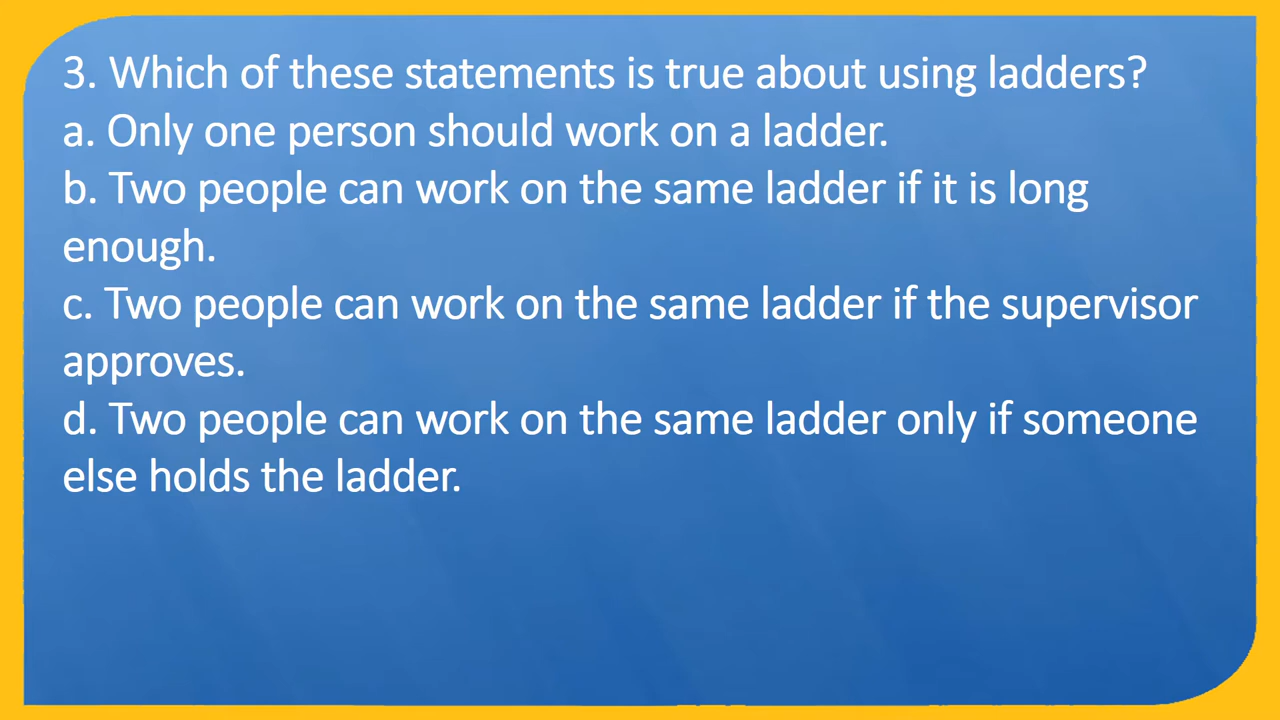 3. Which of these statements is true about using ladders?
a. Only one person should work on a ladder.
b. Two people can work on the same ladder if it is long
enough.
c. Two people can work on the same ladder if the supervisor
approves.
d. Two people can work on the same ladder only if someone
else holds the ladder.